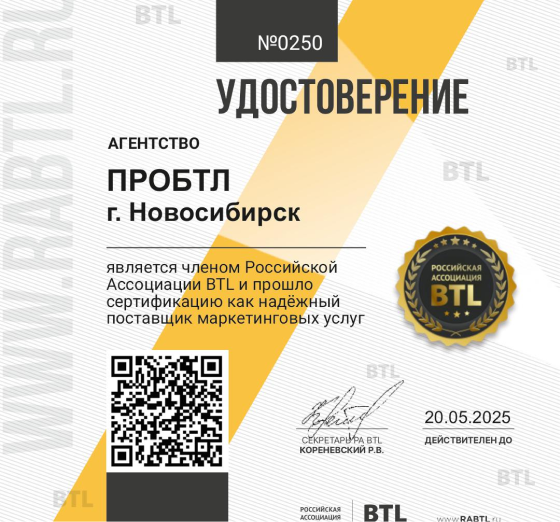 BTL
№0250
УДОСТОВЕРЕНИЕ
BTL
АГЕНТСТВО
ПРОБТЛ
г. Новосибирск
BTL
является членом Российской
Ассоциации BTL и прошло
сертификацию как надёжный
поставщик маркетинговых услуг
РОССИЙСКАЯ
АССОЦИАЦИЯ
BTL
WWW.RABTL.RU
BTL
20.05.2025
СЕКРЕТАРЬ РА BTL
ДЕЙСТВИТЕЛЕН ДО
КОРЕНЕВСКИЙ Р.В.
BTL
BTL
РОССИЙСКАЯ
АССОЦИАЦИЯ
BTL
www.RABTL.ru